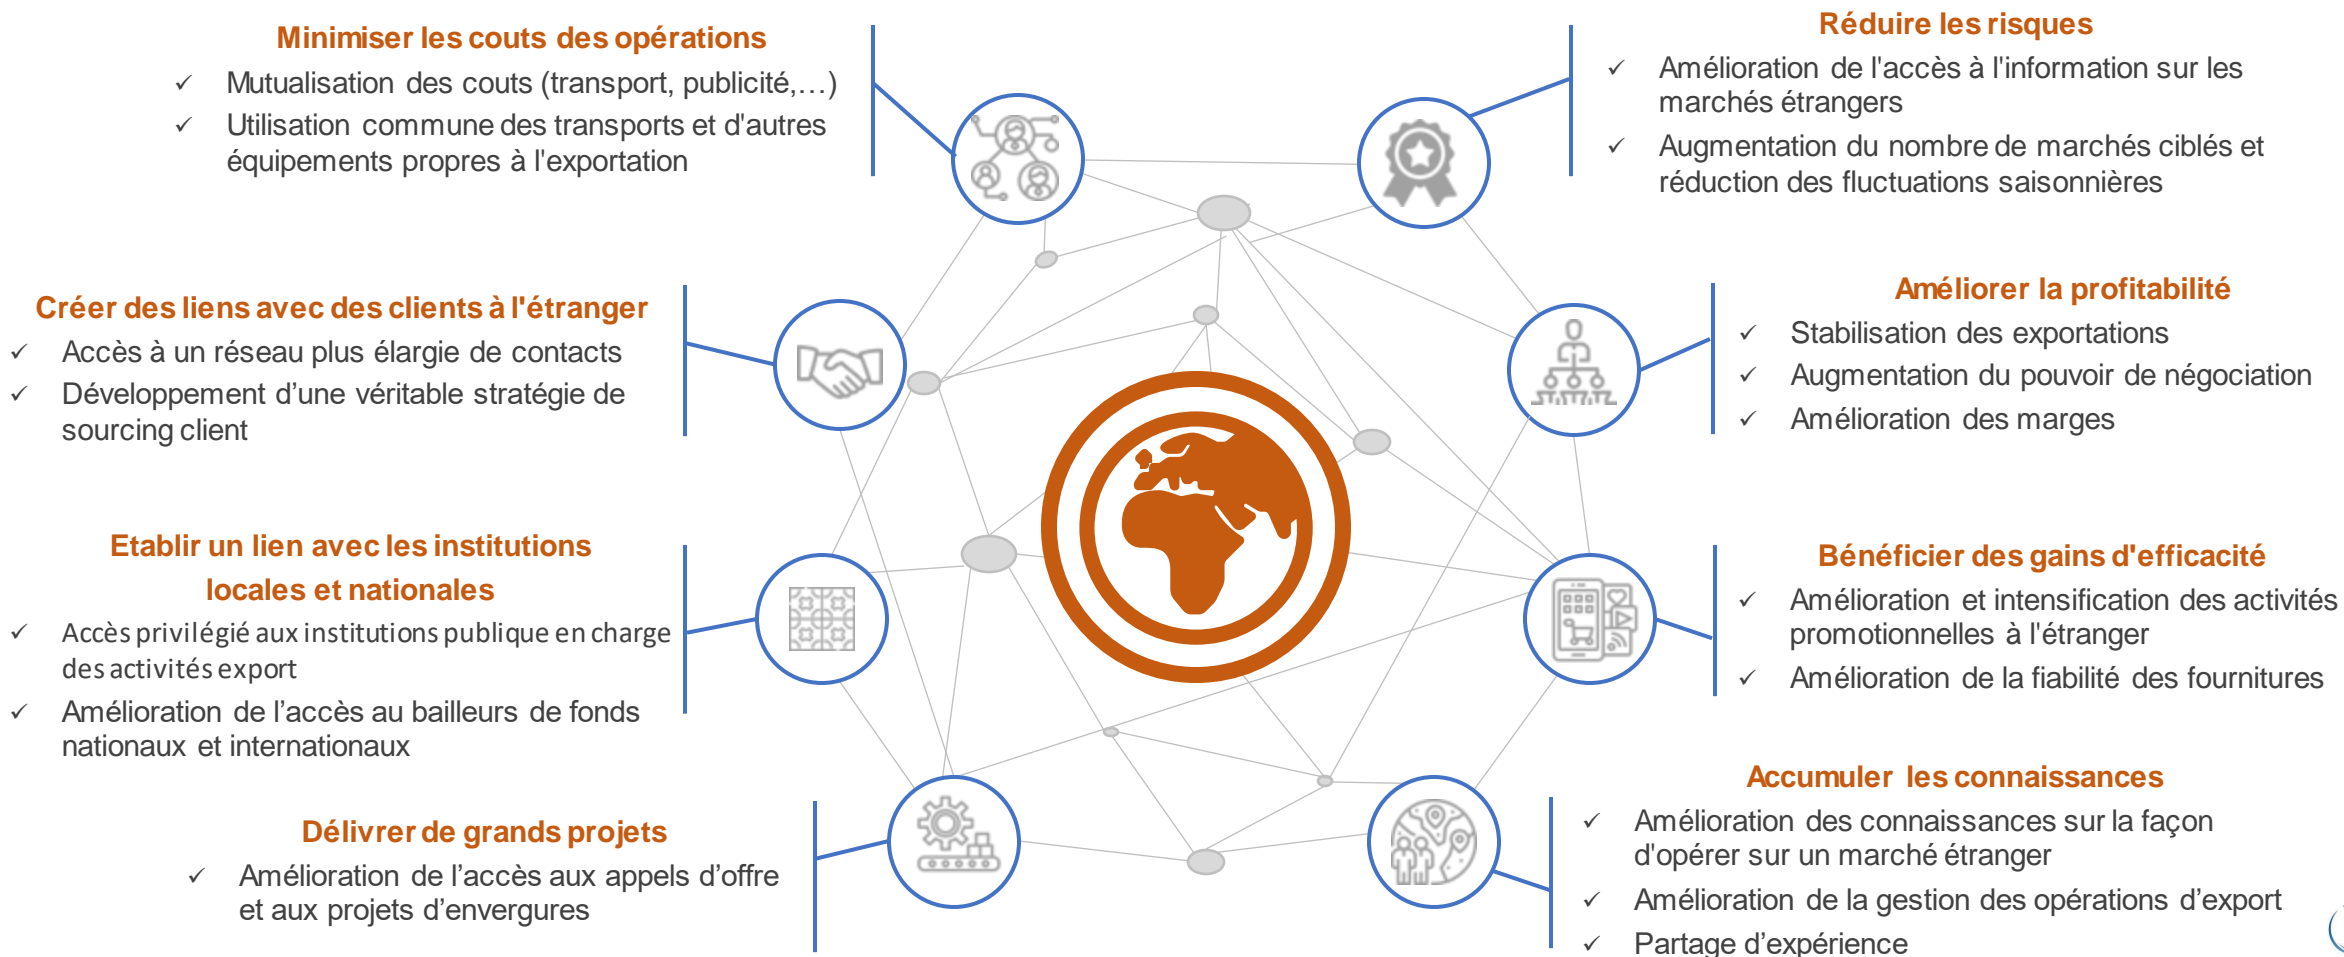 Minimiser les couts des opérations
✓ Mutualisation des couts (transport, publicité,…)
✓ Utilisation commune des transports et d'autres
équipements propres à l'exportation
Créer des liens avec des clients à l'étranger
✓ Accès à un réseau plus élargie de contacts
✓ Développement d’une véritable stratégie de
sourcing client
Etablir un lien avec les institutions
locales et nationales
✓ Accès privilégié aux institutions publique en charge
des activités export
✓ Amélioration de l’accès au bailleurs de fonds
nationaux et internationaux
Délivrer de grands projets
✓ Amélioration de l’accès aux appels d’offre
et aux projets d’envergures
Réduire les risques
✓ Amélioration de l'accès à l'information sur les
marchés étrangers
✓ Augmentation du nombre de marchés ciblés et
réduction des fluctuations saisonnières
Améliorer la profitabilité
✓ Stabilisation des exportations
✓ Augmentation du pouvoir de négociation
✓ Amélioration des marges
Bénéficier des gains d'efficacité
✓ Amélioration et intensification des activités
promotionnelles à l'étranger
✓ Amélioration de la fiabilité des fournitures
Accumuler les connaissances
✓ Amélioration des connaissances sur la façon
d'opérer sur un marché étranger
✓ Amélioration de la gestion des opérations d’export
✓ Partage d’expérience